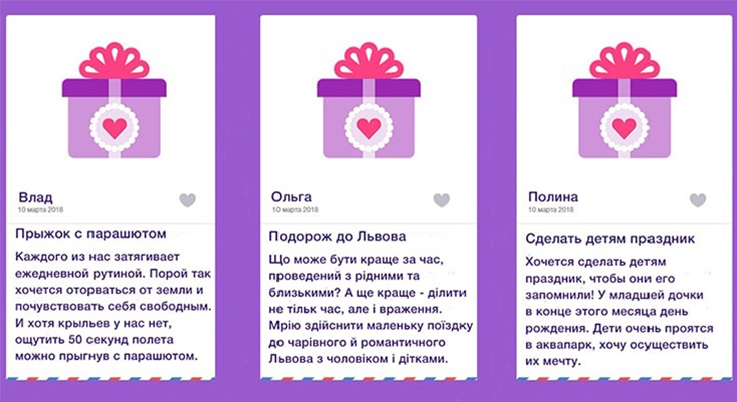 Влад
10 марта 2018
Прыжок с парашютом
Каждого из нас затягивает
ежедневной рутиной. Порой так
хочется оторваться от земли и
почувствовать себя свободным.
И хотя крыльев у нас нет,
ощутить 50 секунд полета
можно прыгнув с парашютом.
Ольга
10 марта 2018
Подорож до Львова
Що може бути краще за час,
проведений з рідними та
близькими? А ще краще - ділити
не тільк час, але і враження.
Мрію здійснити маленьку поїздку
до чарівного й романтичного
Львова з чоловіком і дітками.
Полина
10 марта 2018
Сделать детям праздник
Хочется сделать детям
праздник, чтобы они его
запомнили! У младшей дочки
в конце этого месяца день
рождения. Дети очень проятся
в аквапарк, хочу осуществить
их мечту.